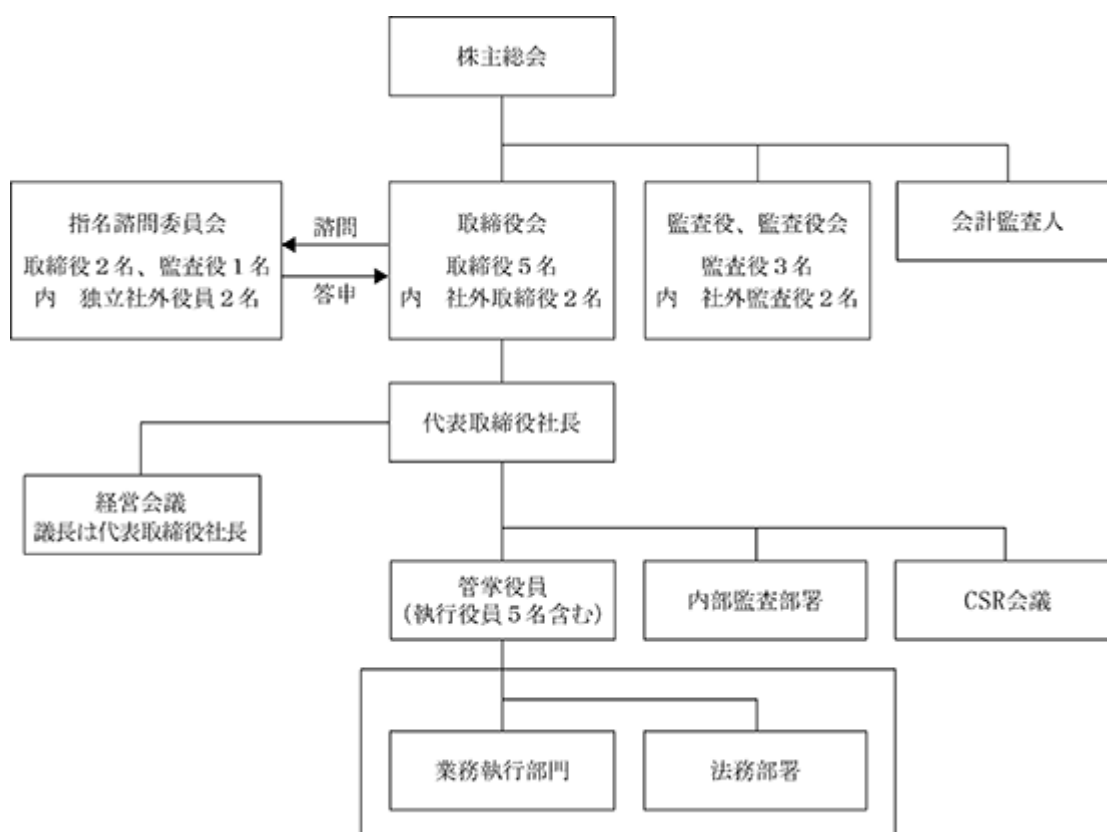 株主総会
指名諮問委員会
取締役２名、監査役１名
内　独立社外役員２名
諮問
答申
取締役会
取締役５名
内　社外取締役２名
監査役、監査役会
監査役３名
内　社外監査役２名
会計監査人
代表取締役社長
経営会議
議長は代表取締役社長
管掌役員
(執行役員５名含む)
内部監査部署
CSR会議
業務執行部門
法務部署